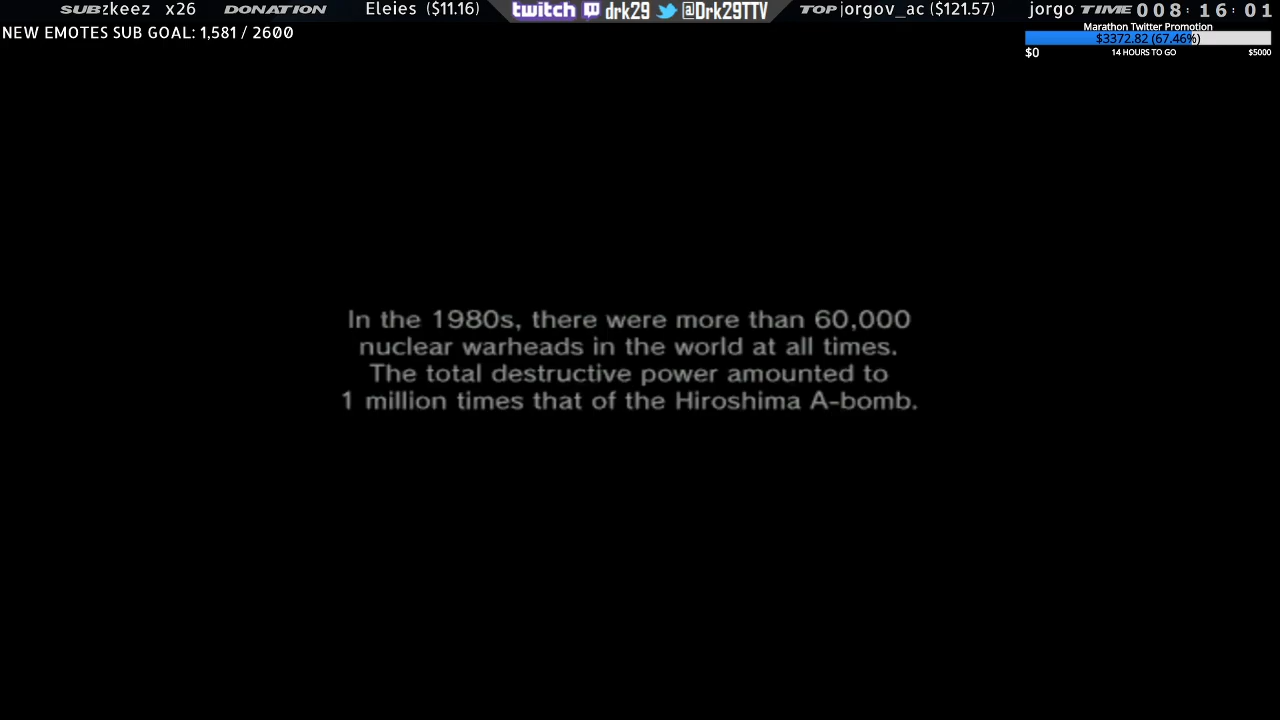 SUB zkeez x26 DONATION Eleies ($11.16) twitch drk29 @Drk29TTV TOP jorgov_ac ($121.57) jorgo TIME 008:16:01
NEW EMOTES SUB GOAL: 1,581 / 2600
Marathon Twitter Promotion
$3372.82 (67.46%)
$0 14 HOURS TO GO $5000
In the 1980s, there were more than 60,000
nuclear warheads in the world at all times.
The total destructive power amounted to
1 million times that of the Hiroshima A-bomb.